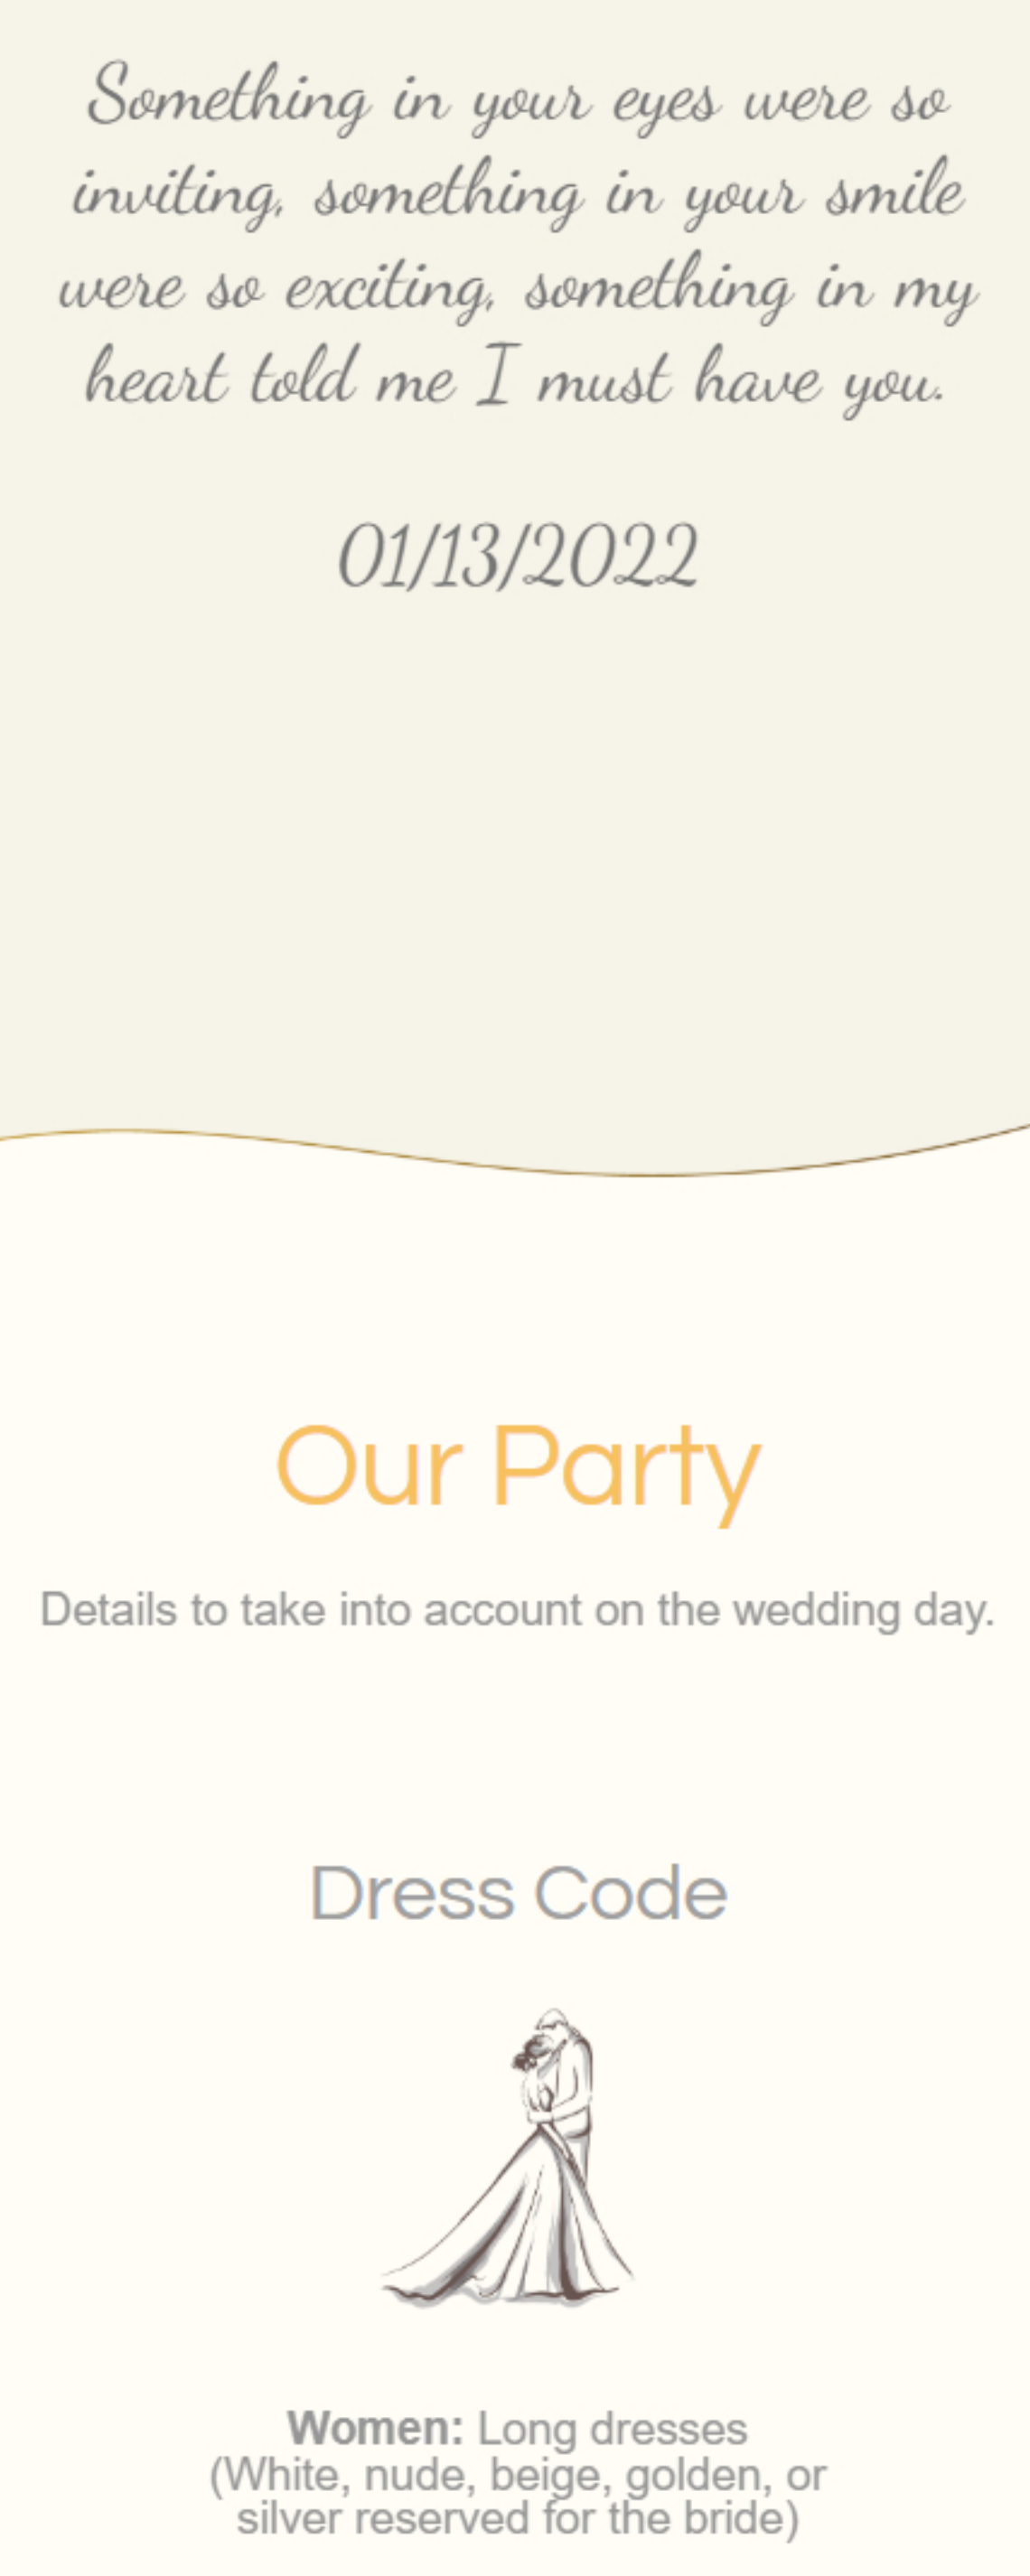 Something in your eyes were so
inviting, something in your smile
were so exciting, something in my
heart told me I must have you.
01/13/2022
Our Party
Details to take into account on the wedding day.
Dress Code
Women: Long dresses
(White, nude, beige, golden, or
silver reserved for the bride)